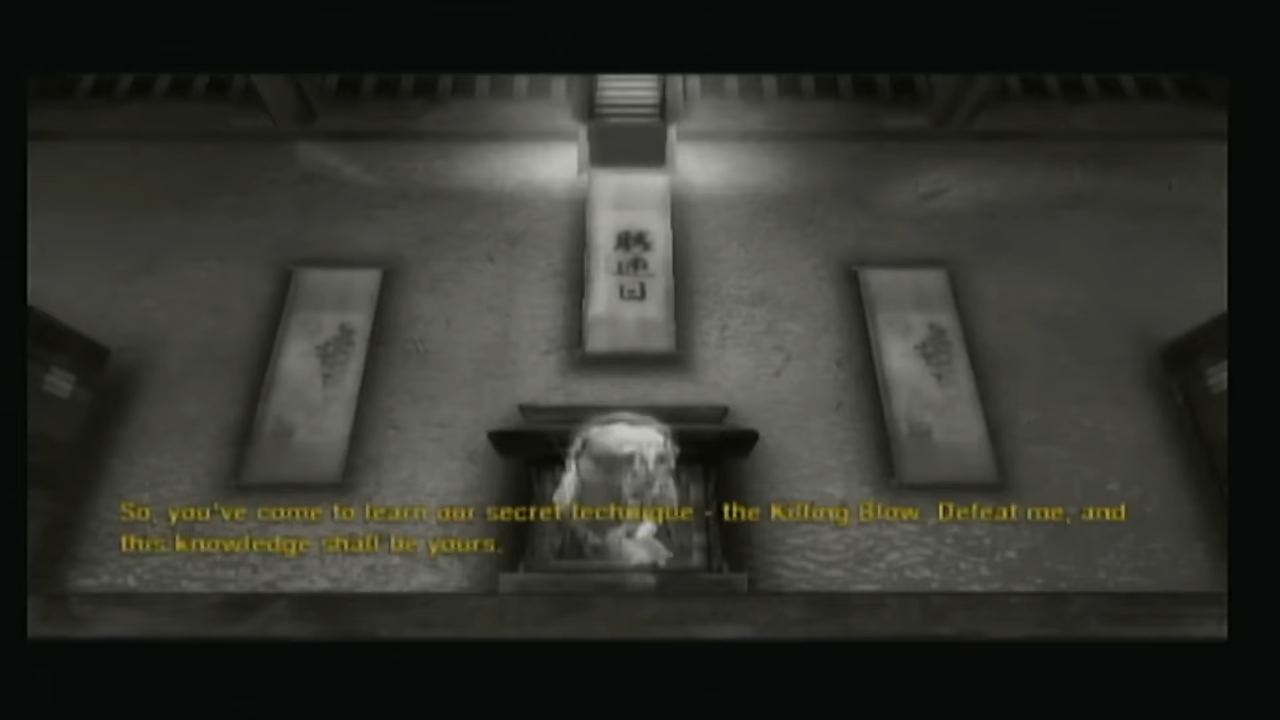 So, you've come to learn our secret technique - the Killing Blow. Defeat me, and
this knowledge shall be yours.